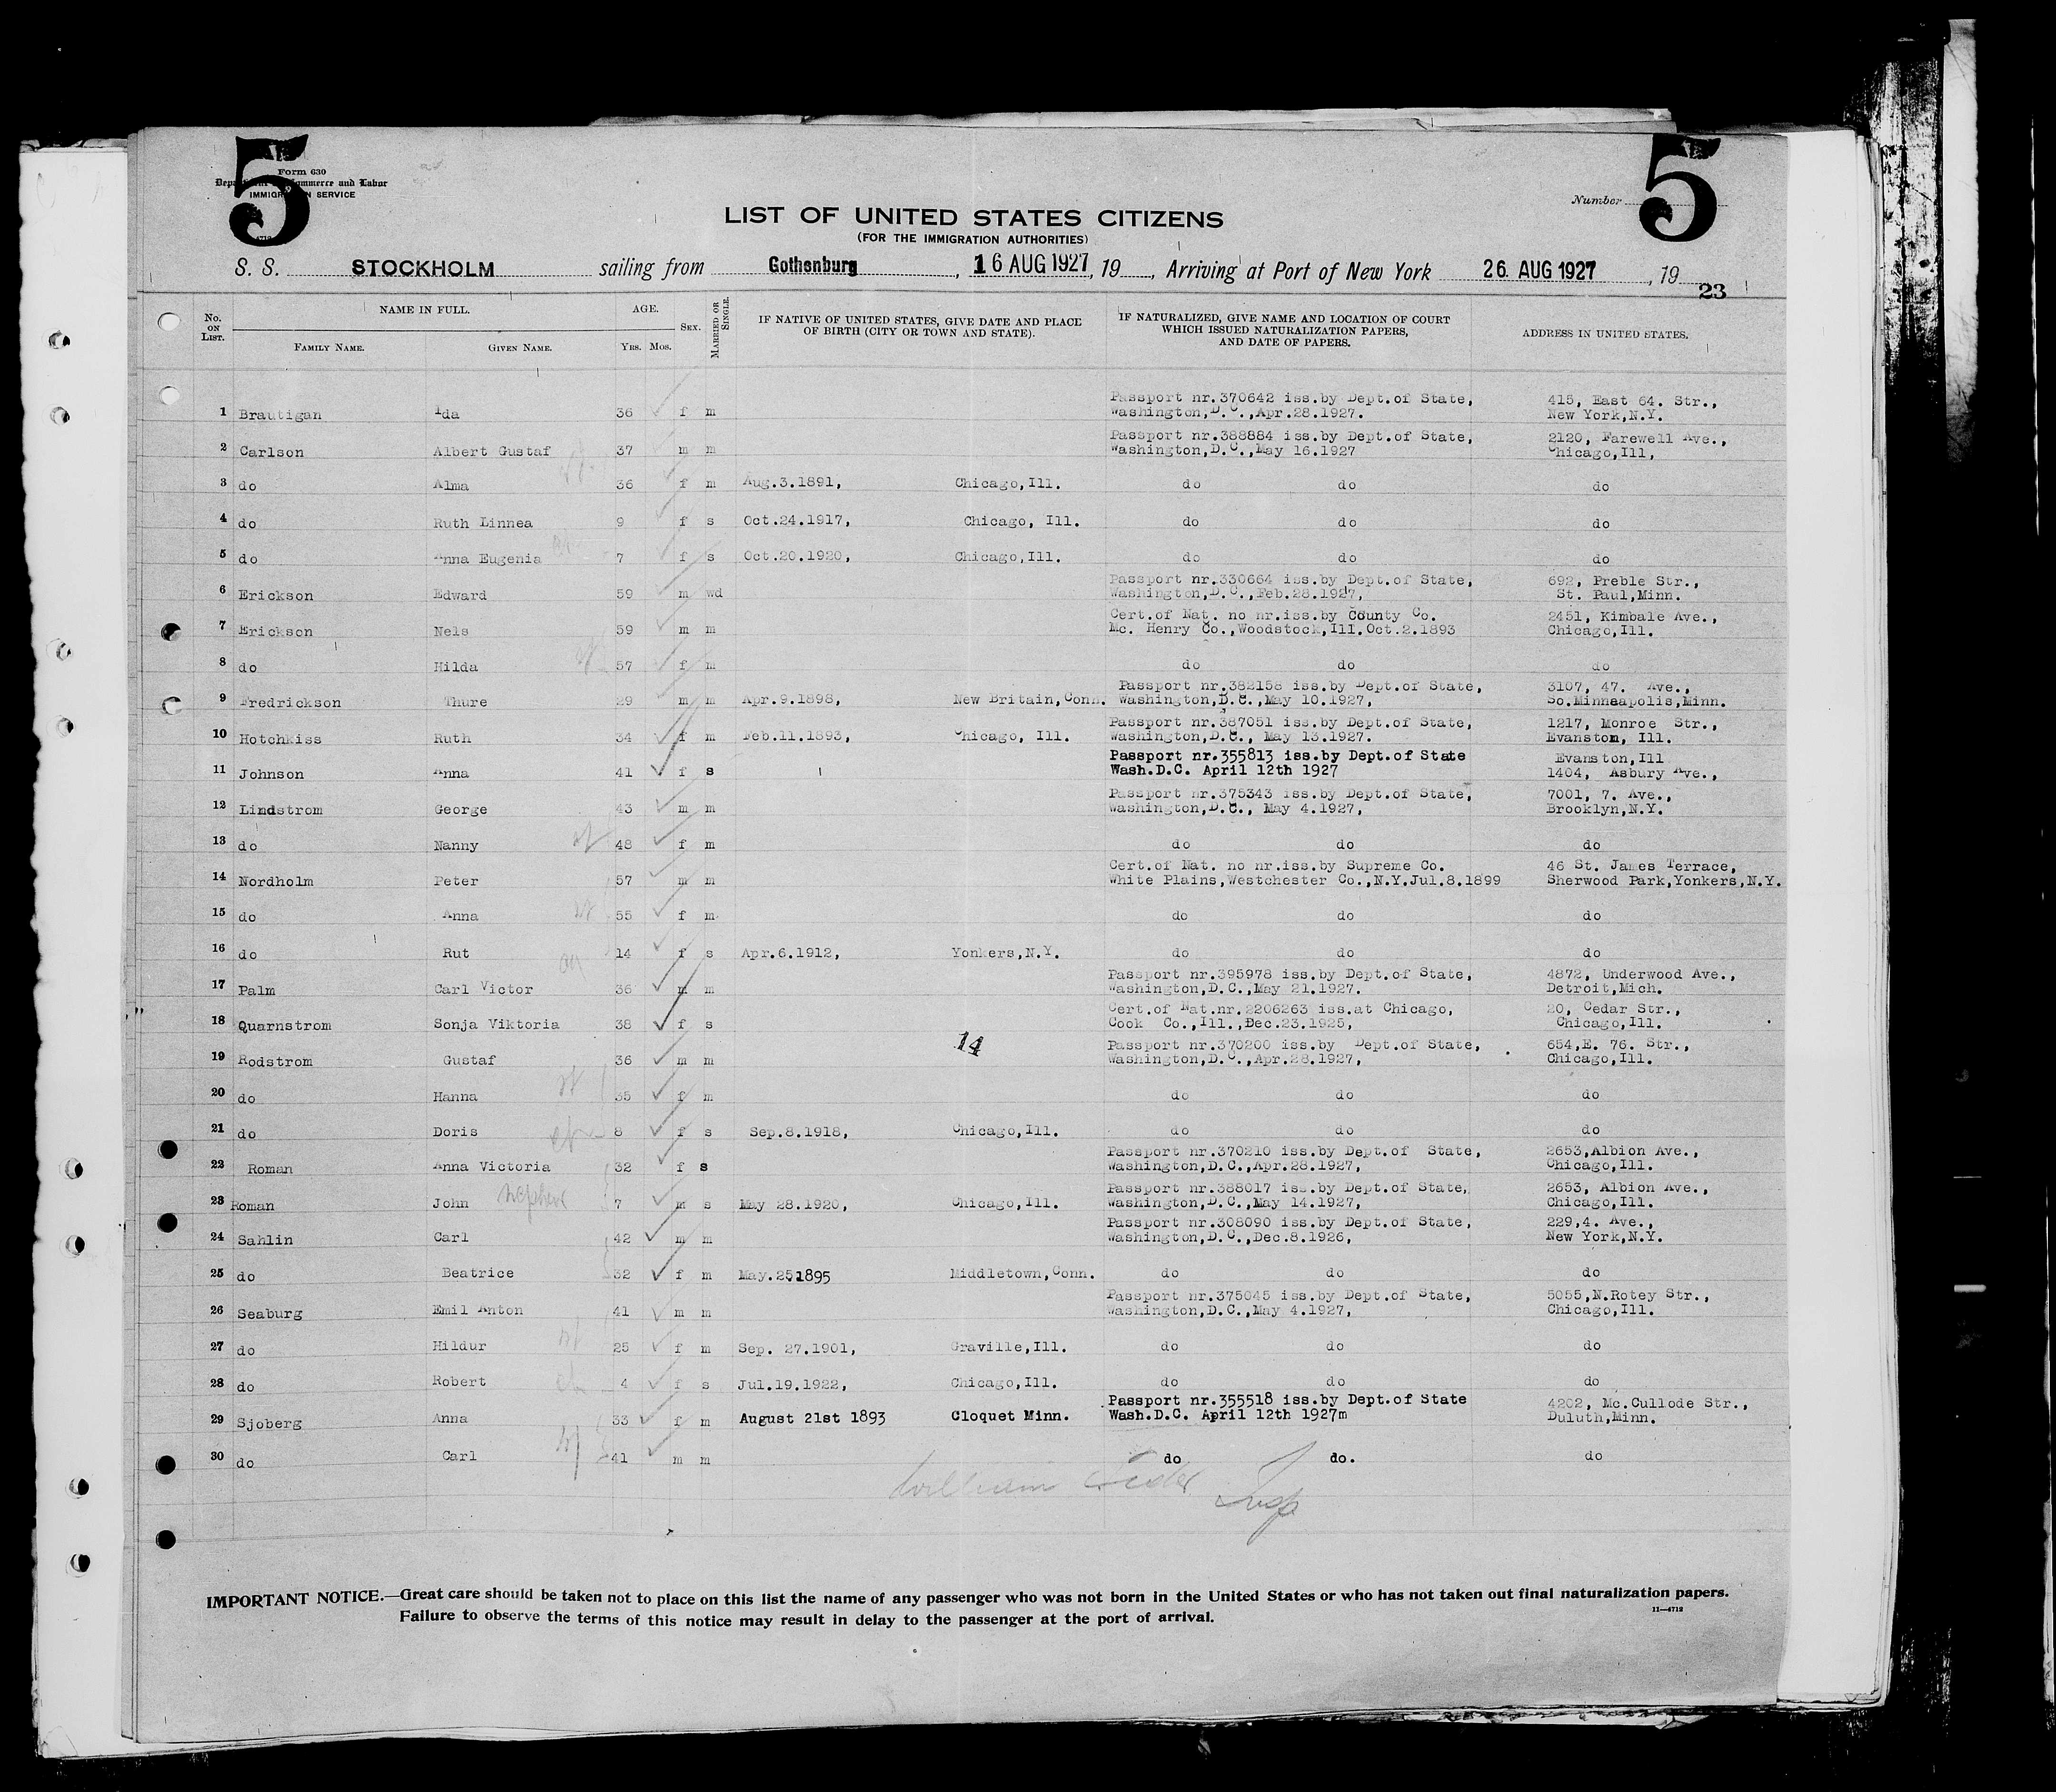 5
Form 630
Department of Commerce and Labor
IMMIGRATION SERVICE
Number 5
LIST OF UNITED STATES CITIZENS
(FOR THE IMMIGRATION AUTHORITIES)
S. S. STOCKHOLM sailing from Gothenburg, 16 AUG 1927, 19 , Arriving at Port of New York 26 AUG 1927, 19
23
No. ON LIST. NAME IN FULL. FAMILY NAME. GIVEN NAME. AGE. YRS. MOS. SEX. MARRIED OR SINGLE. IF NATIVE OF UNITED STATES, GIVE DATE AND PLACE OF BIRTH (CITY OR TOWN AND STATE). IF NATURALIZED, GIVE NAME AND LOCATION OF COURT WHICH ISSUED NATURALIZATION PAPERS, AND DATE OF PAPERS. ADDRESS IN UNITED STATES.
1 Brautigan Ida 36 f m Passport nr.370642 iss.by Dept.of State, Washington,D.C.,Apr.28.1927. 415, East 64. Str., New York,N.Y.
2 Carlson Albert Gustaf 37 m m Passport nr.388884 iss.by Dept.of State, Washington,D.C.,May 16.1927 2120, Farewell Ave., Chicago,Ill,
3 do Alma 36 f m Aug.3.1891, Chicago,Ill. do do do
4 do Ruth Linnea 9 f s Oct.24.1917, Chicago, Ill. do do do
5 do Anna Eugenia 7 f s Oct.20.1920, Chicago,Ill. do do do
6 Erickson Edward 59 m wd Passport nr.330664 iss.by Dept.of State, Washington,D.C.,Feb.28.1927, 692, Preble Str., St. Paul,Minn.
7 Erickson Nels 59 m m Cert.of Nat. no nr.iss.by County Co. Mc. Henry Co.,Woodstock,Ill.Oct.2.1893 2451, Kimbale Ave., Chicago,Ill.
8 do Hilda 57 f m do do do
9 Fredrickson Thure 29 m m Apr.9.1898, New Britain,Conn. Passport nr.382158 iss.by Dept.of State, Washington,D.C.,May 10.1927, 3107, 47. Ave., So.Minneapolis,Minn.
10 Hotchkiss Ruth 34 f m Feb.11.1893, Chicago, Ill. Passport nr.387051 iss.by Dept.of State, Washington,D.C., May 13.1927. 1217, Monroe Str., Evanston, Ill.
11 Johnson Anna 41 f s Passport nr.355813 iss.by Dept.of State Wash.D.C. April 12th 1927 Evanston,Ill 1404, Asbury Ave.,
12 Lindstrom George 43 m m Passport nr.375343 iss.by Dept.of State, Washington,D.C., May 4.1927, 7001, 7. Ave., Brooklyn,N.Y.
13 do Nanny 48 f m do do do
14 Nordholm Peter 57 m m Cert.of Nat. no nr.iss.by Supreme Co. White Plains,Westchester Co.,N.Y.Jul.8.1899 46 St. James Terrace, Sherwood Park,Yonkers,N.Y.
15 do Anna 55 f m do do do
16 do Rut 14 f s Apr.6.1912, Yonkers,N.Y. do do do
17 Palm Carl Victor 36 m m Passport nr.395978 iss.by Dept.of State, Washington,D.C.,May 21.1927. 4872, Underwood Ave., Detroit,Mich.
18 Quarnstrom Sonja Viktoria 38 f s Cert.of Nat.nr.2206263 iss.at Chicago, Cook Co.,Ill.,Dec.23.1925, 20, Cedar Str., Chicago,Ill.
14
19 Rodstrom Gustaf 36 m m Passport nr.370200 iss.by Dept.of State, Washington,D.C.,Apr.28.1927, 654,E. 76. Str., Chicago,Ill.
20 do Hanna 35 f m do do do
21 do Doris 8 f s Sep.8.1918, Chicago,Ill. do do do
22 Roman Anna Victoria 32 f s Passport nr.370210 iss.by Dept.of State, Washington,D.C.,Apr.28.1927, 2653,Albion Ave., Chicago,Ill.
23 Roman John nephew 7 m s May 28.1920, Chicago,Ill. Passport nr.388017 iss.by Dept.of State, Washington,D.C.,May 14.1927, 2653, Albion Ave., Chicago,Ill.
24 Sahlin Carl 42 m m Passport nr.308090 iss.by Dept.of State, Washington,D.C.,Dec.8.1926, 229,4. Ave., New York,N.Y.
25 do Beatrice 32 f m May.25.1895 Middletown,Conn. do do do
26 Seaburg Emil Anton 41 m m Passport nr.375045 iss.by Dept.of State, Washington,D.C.,May 4.1927, 5055,N.Rotey Str., Chicago,Ill.
27 do Hildur 25 f m Sep. 27.1901, Graville,Ill. do do do
28 do Robert 4 f s Jul.19.1922, Chicago,Ill. do do do
29 Sjoberg Anna 33 f m August 21st 1893 Cloquet Minn. Passport nr.355518 iss.by Dept.of State Wash.D.C. April 12th 1927m 4202, Mc.Cullode Str., Duluth,Minn.
30 do Carl 41 m m do do. do
William Insp
IMPORTANT NOTICE.—Great care should be taken not to place on this list the name of any passenger who was not born in the United States or who has not taken out final naturalization papers.
Failure to observe the terms of this notice may result in delay to the passenger at the port of arrival.
11—4712